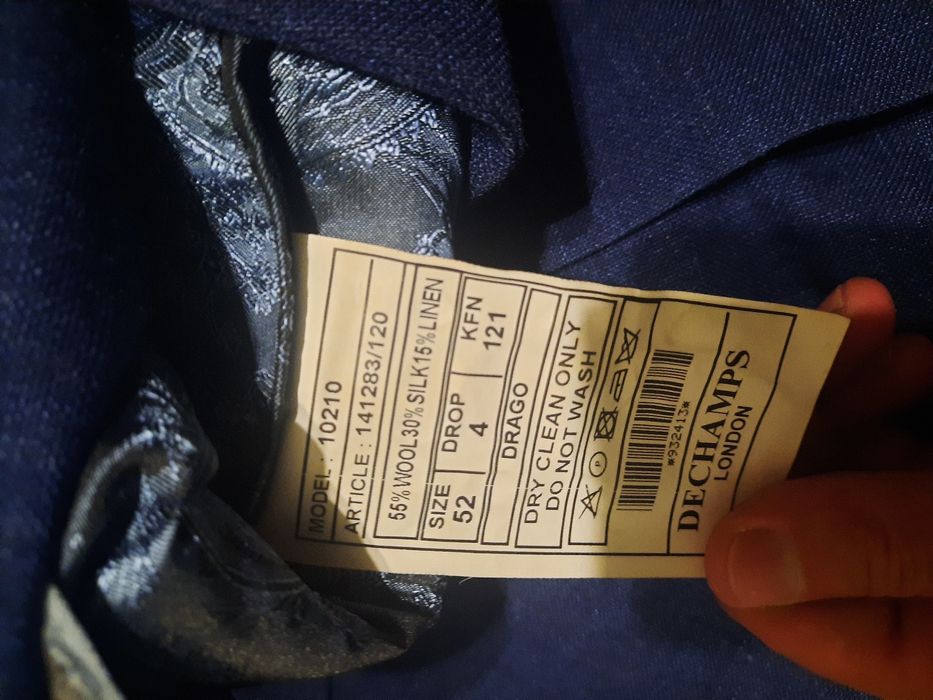 MODEL : 10210
ARTICLE : 141283/120
55%WOOL30%SILK15%LINEN
SIZE DROP KFN
52 4 121
DRAGO
DRY CLEAN ONLY
DO NOT WASH
P
*932413*
DECHAMPS
LONDON